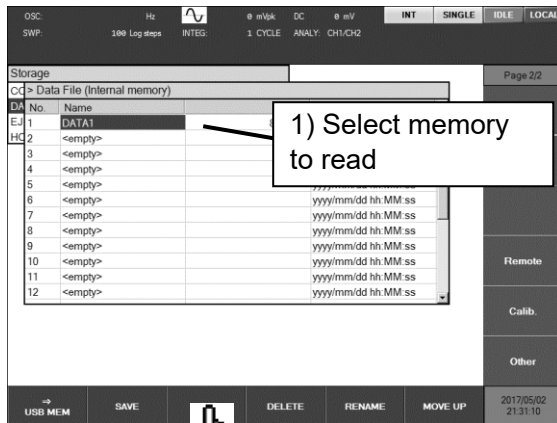 OSC: Hz 0 mVpk DC 0 mV INT SINGLE IDLE LOCAL
SWP: 100 Log steps INTEG: 1 CYCLE ANALY: CH1/CH2
Storage
Page 2/2
> Data File (Internal memory)
No. Name
1 DATA1
1) Select memory
to read
2 <empty>
3 <empty>
4 <empty>
5 <empty>
6 <empty> yyyy/mm/dd hh:MM:ss
7 <empty> yyyy/mm/dd hh:MM:ss
8 <empty> yyyy/mm/dd hh:MM:ss
9 <empty> yyyy/mm/dd hh:MM:ss
10 <empty> yyyy/mm/dd hh:MM:ss
11 <empty> yyyy/mm/dd hh:MM:ss
12 <empty> yyyy/mm/dd hh:MM:ss
Remote
Calib.
Other
⇒
USB MEM
SAVE
DELETE
RENAME
MOVE UP
2017/05/02
21:31:10